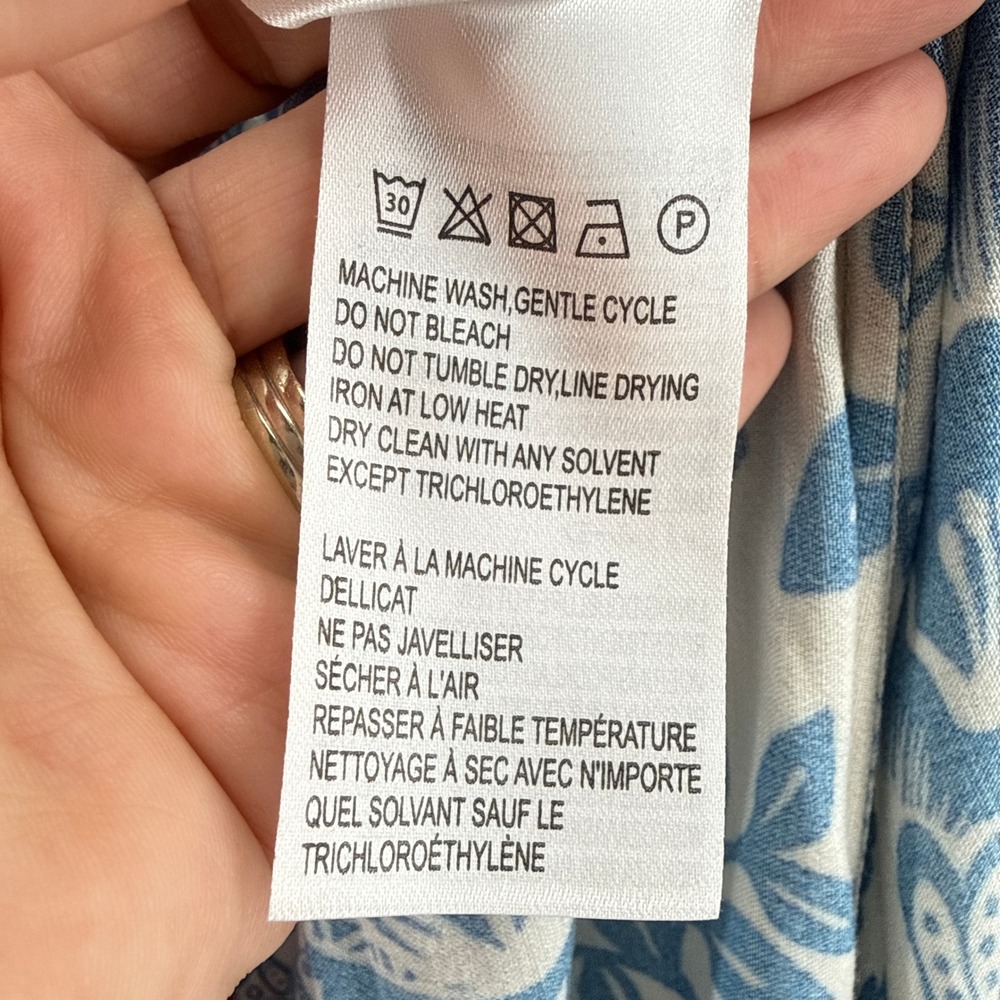 30 P
MACHINE WASH,GENTLE CYCLE
DO NOT BLEACH
DO NOT TUMBLE DRY,LINE DRYING
IRON AT LOW HEAT
DRY CLEAN WITH ANY SOLVENT
EXCEPT TRICHLOROETHYLENE
LAVER À LA MACHINE CYCLE
DELLICAT
NE PAS JAVELLISER
SÉCHER À L'AIR
REPASSER À FAIBLE TEMPÉRATURE
NETTOYAGE À SEC AVEC N'IMPORTE
QUEL SOLVANT SAUF LE
TRICHLOROÉTHYLÈNE